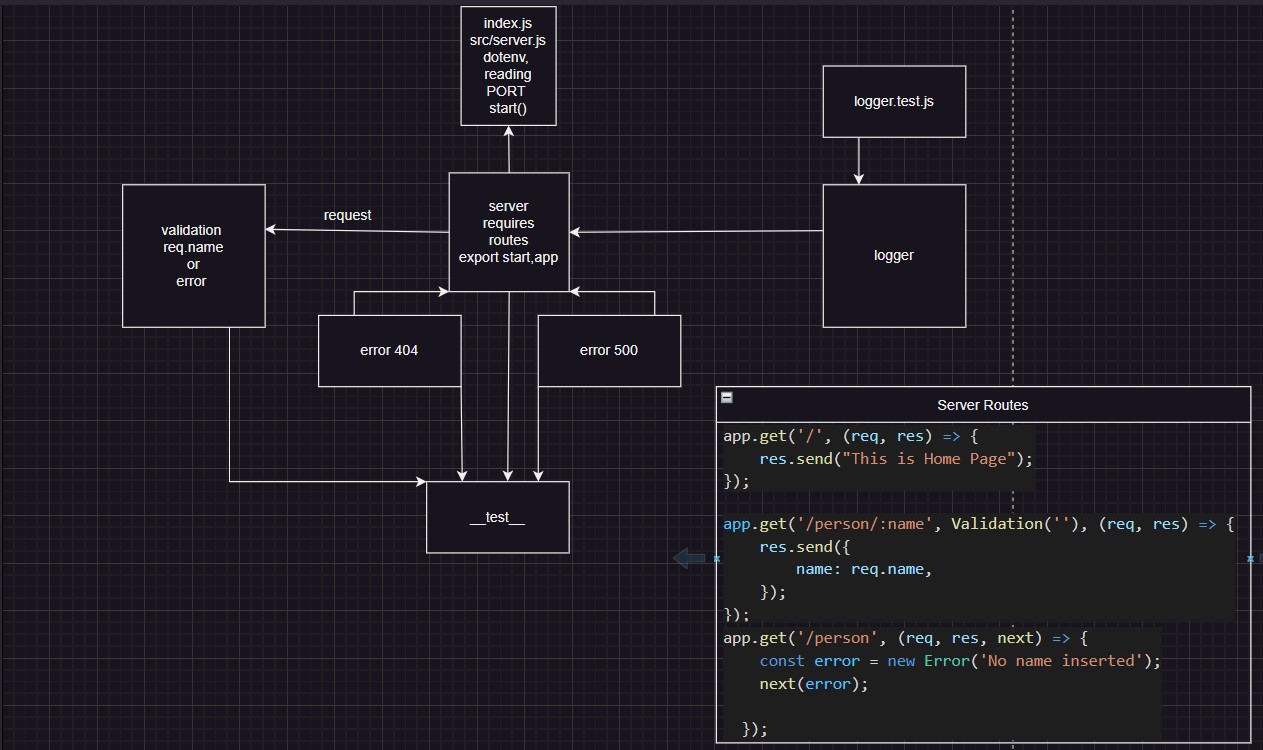 index.js
src/server.js
dotenv,
reading
PORT
start()
logger.test.js
validation
req.name
or
error
request
server
requires
routes
export start,app
logger
error 404
error 500
__test__
Server Routes
app.get('/', (req, res) => {
    res.send("This is Home Page");
});
app.get('/person/:name', Validation(''), (req, res) => {
    res.send({
        name: req.name,
    });
});
app.get('/person', (req, res, next) => {
    const error = new Error('No name inserted');
    next(error);
  });